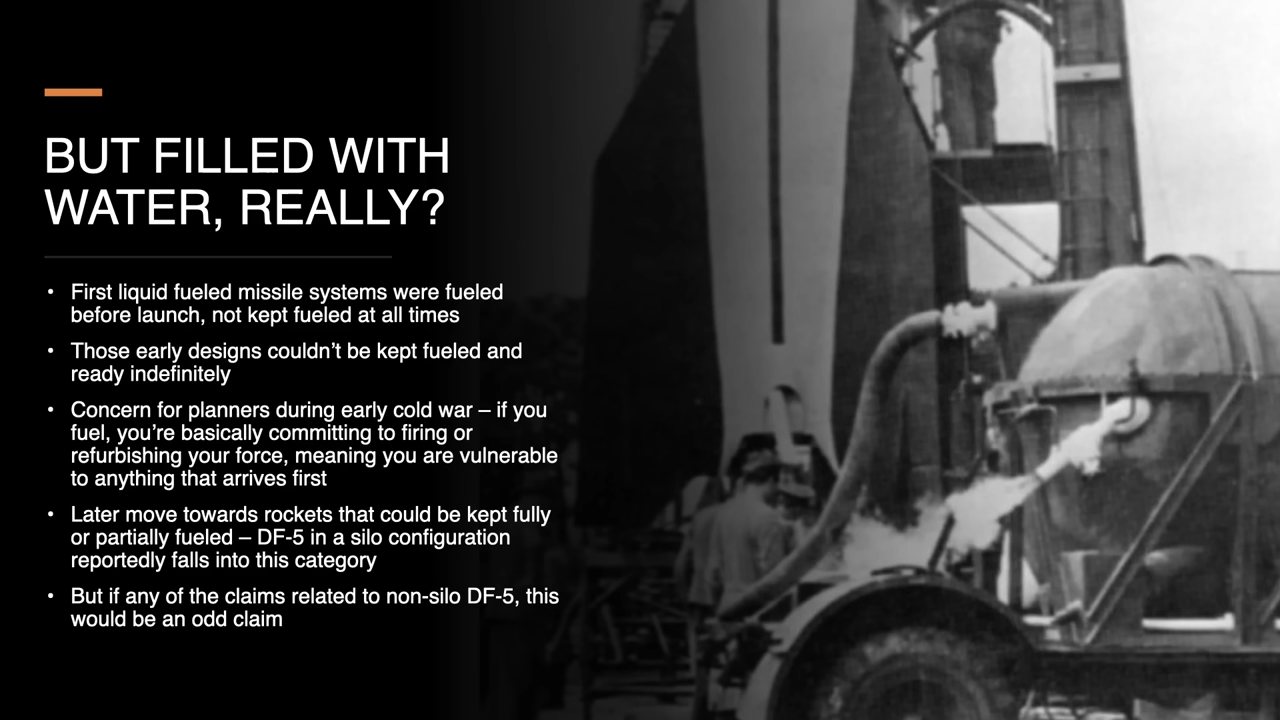 BUT FILLED WITH
WATER, REALLY?
• First liquid fueled missile systems were fueled
before launch, not kept fueled at all times
• Those early designs couldn’t be kept fueled and
ready indefinitely
• Concern for planners during early cold war – if you
fuel, you’re basically committing to firing or
refurbishing your force, meaning you are vulnerable
to anything that arrives first
• Later move towards rockets that could be kept fully
or partially fueled – DF-5 in a silo configuration
reportedly falls into this category
• But if any of the claims related to non-silo DF-5, this
would be an odd claim